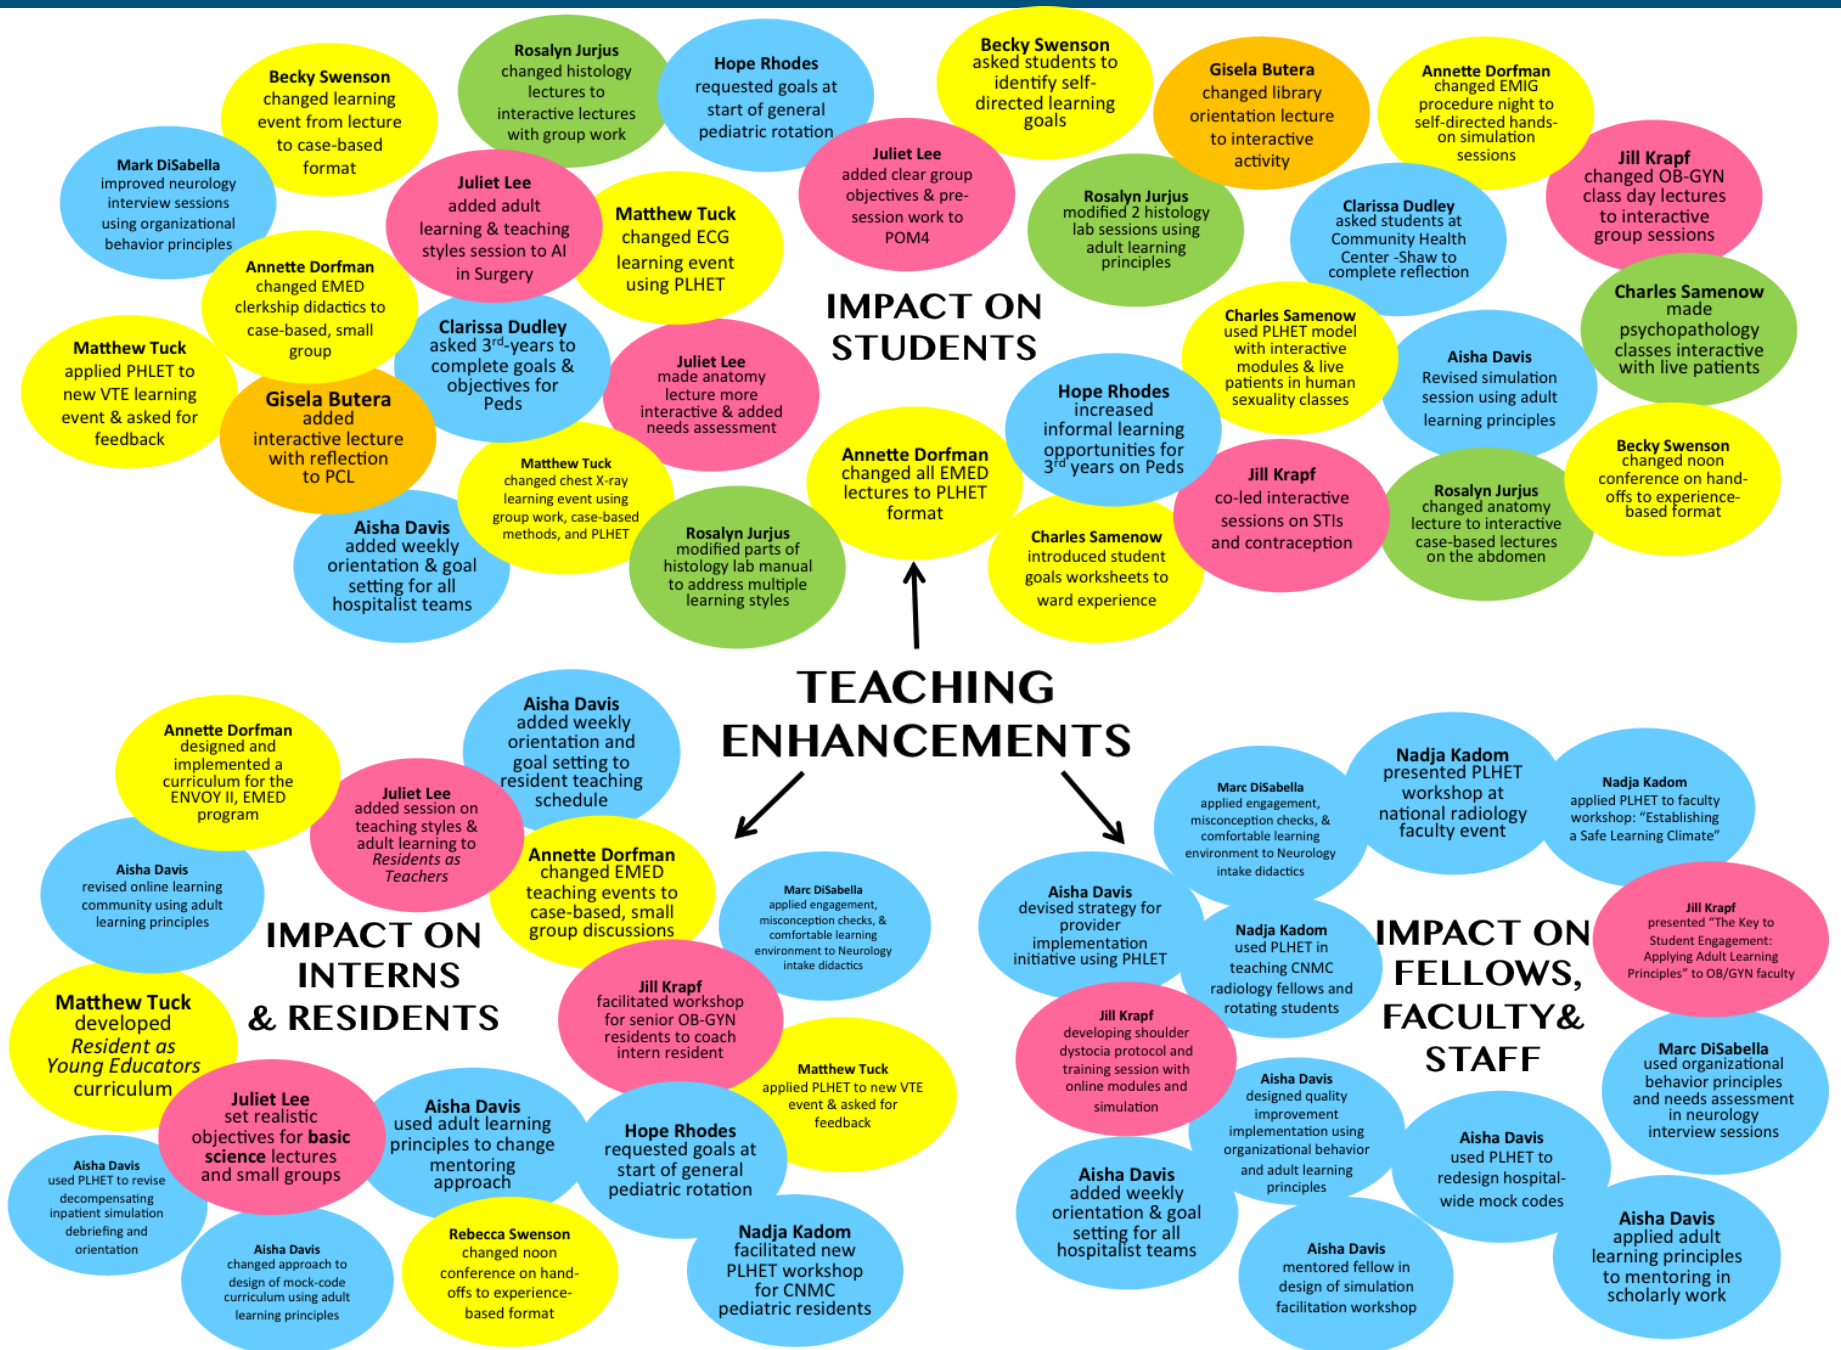 Becky Swenson
changed learning
event from lecture
to case-based
format
Rosalyn Jurjus
changed histology
lectures to
interactive lectures
with group work
Hope Rhodes
requested goals at
start of general
pediatric rotation
Becky Swenson
asked students to
identify self-
directed learning
goals
Gisela Butera
changed library
orientation lecture
to interactive
activity
Annette Dorfman
changed EMIG
procedure night to
self-directed hands-
on simulation
sessions
Mark DiSabella
improved neurology
interview sessions
using organizational
behavior principles
Juliet Lee
added adult
learning & teaching
styles session to AI
in Surgery
Matthew Tuck
changed ECG
learning event
using PLHET
Juliet Lee
added clear group
objectives & pre-
session work to
POM4
Rosalyn Jurjus
modified 2 histology
lab sessions using
adult learning
principles
Clarissa Dudley
asked students at
Community Health
Center -Shaw to
complete reflection
Jill Krapf
changed OB-GYN
class day lectures
to interactive
group sessions
Annette Dorfman
changed EMED
clerkship didactics to
case-based, small
group
IMPACT ON
STUDENTS
Charles Samenow
made
psychopathology
classes interactive
with live patients
Matthew Tuck
applied PHLET to
new VTE learning
event & asked for
feedback
Clarissa Dudley
asked 3rd-years to
complete goals &
objectives for
Peds
Juliet Lee
made anatomy
lecture more
interactive & added
needs assessment
Charles Samenow
used PLHET model
with interactive
modules & live
patients in human
sexuality classes
Aisha Davis
Revised simulation
session using adult
learning principles
Gisela Butera
added
interactive lecture
with reflection
to PCL
Hope Rhodes
increased
informal learning
opportunities for
3rd years on Peds
Annette Dorfman
changed all EMED
lectures to PLHET
format
Becky Swenson
changed noon
conference on hand-
offs to experience-
based format
Matthew Tuck
changed chest X-ray
learning event using
group work, case-based
methods, and PLHET
Jill Krapf
co-led interactive
sessions on STIs
and contraception
Rosalyn Jurjus
changed anatomy
lecture to interactive
case-based lectures
on the abdomen
Aisha Davis
added weekly
orientation & goal
setting for all
hospitalist teams
Rosalyn Jurjus
modified parts of
histology lab manual
to address multiple
learning styles
Charles Samenow
introduced student
goals worksheets to
ward experience
TEACHING
ENHANCEMENTS
Annette Dorfman
designed and
implemented a
curriculum for the
ENVOY II, EMED
program
Aisha Davis
added weekly
orientation and
goal setting to
resident teaching
schedule
Juliet Lee
added session on
teaching styles &
adult learning to
Residents as
Teachers
Annette Dorfman
changed EMED
teaching events to
case-based, small
group discussions
Aisha Davis
revised online learning
community using adult
learning principles
Marc DiSabella
applied engagement,
misconception checks, &
comfortable learning
environment to Neurology
intake didactics
IMPACT ON
INTERNS
& RESIDENTS
Matthew Tuck
developed
Resident as
Young Educators
curriculum
Jill Krapf
facilitated workshop
for senior OB-GYN
residents to coach
intern resident
Matthew Tuck
applied PLHET to new VTE
event & asked for
feedback
Juliet Lee
set realistic
objectives for basic
science lectures
and small groups
Aisha Davis
used adult learning
principles to change
mentoring
approach
Hope Rhodes
requested goals at
start of general
pediatric rotation
Aisha Davis
used PLHET to revise
decompensating
inpatient simulation
debriefing and
orientation
Aisha Davis
changed approach to
design of mock-code
curriculum using adult
learning principles
Rebecca Swenson
changed noon
conference on hand-
offs to experience-
based format
Nadja Kadom
facilitated new
PLHET workshop
for CNMC
pediatric residents
Marc DiSabella
applied engagement,
misconception checks, &
comfortable learning
environment to Neurology
intake didactics
Nadja Kadom
presented PLHET
workshop at
national radiology
faculty event
Nadja Kadom
applied PLHET to faculty
workshop: “Establishing
a Safe Learning Climate”
Aisha Davis
devised strategy for
provider
implementation
initiative using PHLET
Nadja Kadom
used PLHET in
teaching CNMC
radiology fellows and
rotating students
IMPACT ON
FELLOWS,
FACULTY&
STAFF
Jill Krapf
presented “The Key to
Student Engagement:
Applying Adult Learning
Principles” to OB/GYN faculty
Jill Krapf
developing shoulder
dystocia protocol and
training session with
online modules and
simulation
Aisha Davis
designed quality
improvement
implementation using
organizational behavior
and adult learning
principles
Marc DiSabella
used organizational
behavior principles
and needs assessment
in neurology
interview sessions
Aisha Davis
used PLHET to
redesign hospital-
wide mock codes
Aisha Davis
added weekly
orientation & goal
setting for all
hospitalist teams
Aisha Davis
mentored fellow in
design of simulation
facilitation workshop
Aisha Davis
applied adult
learning principles
to mentoring in
scholarly work